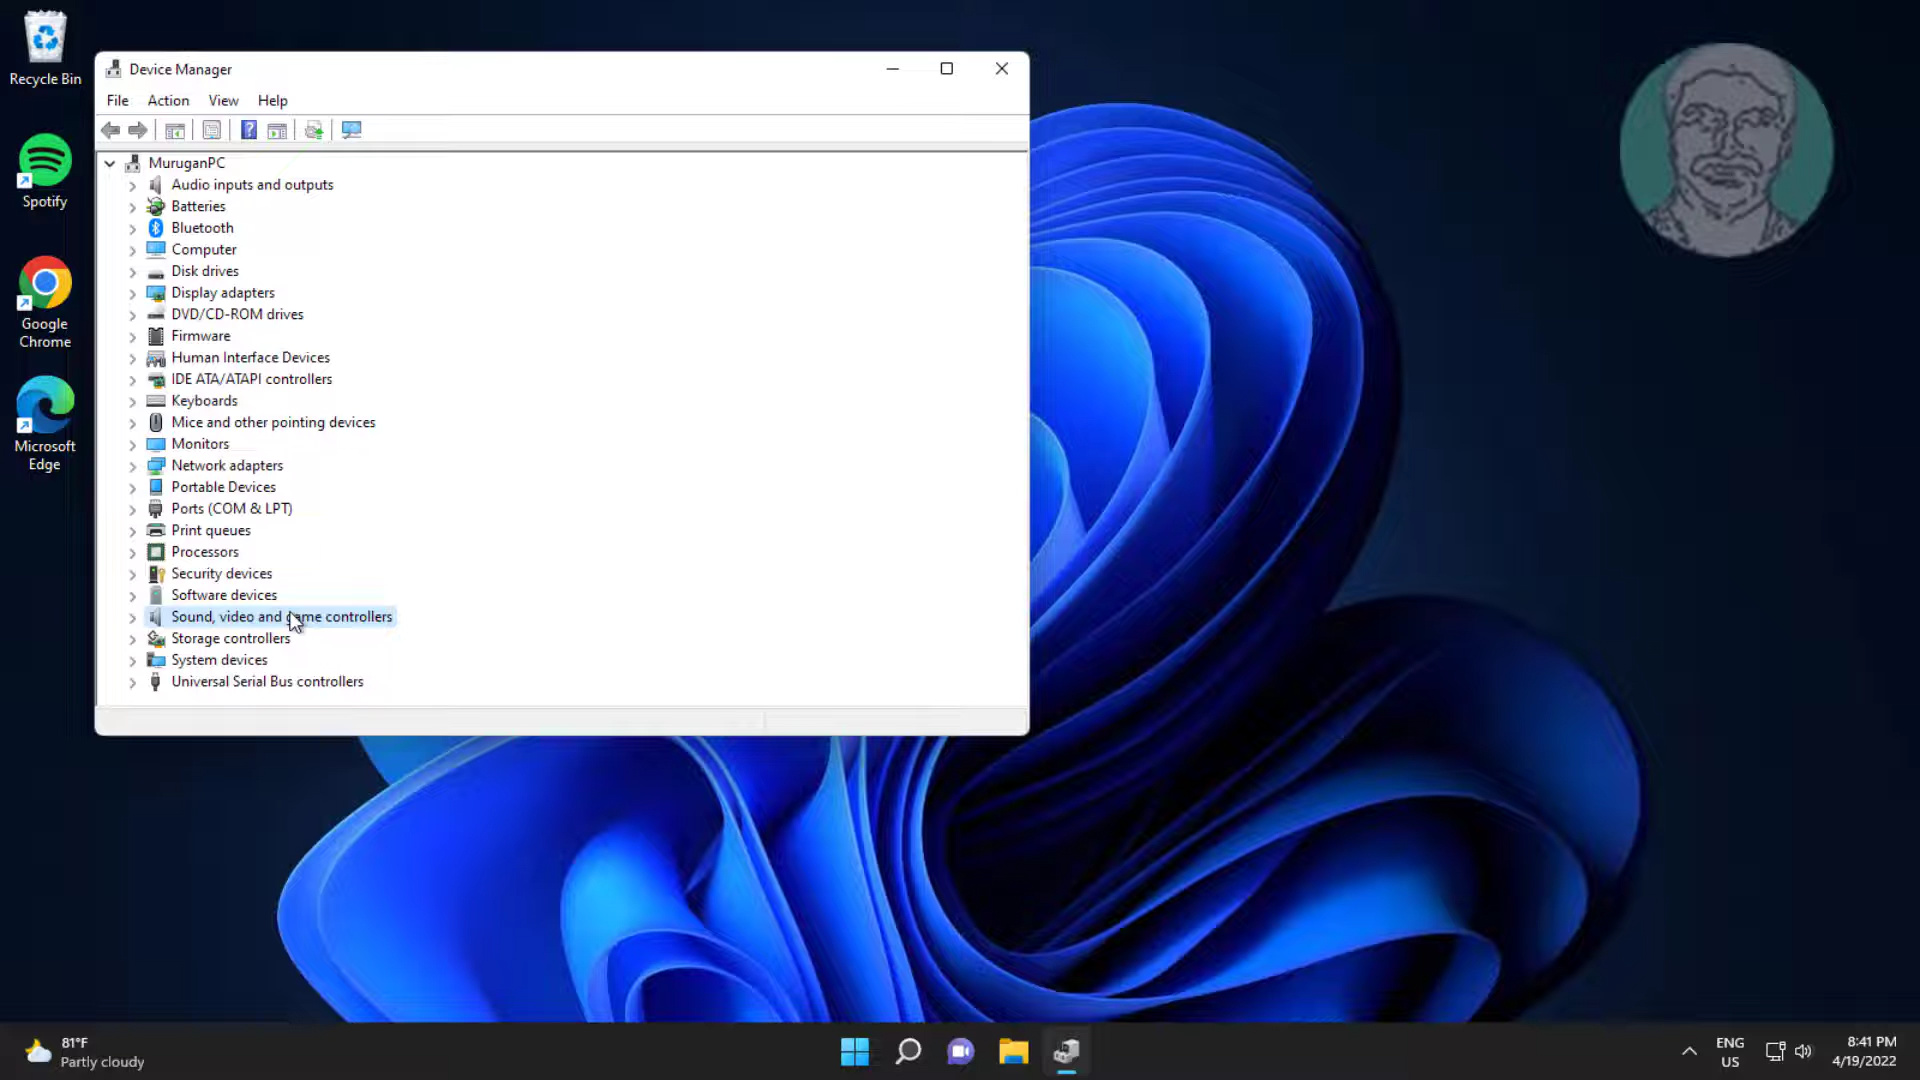 Recycle Bin
Spotify
Google
Chrome
Microsoft
Edge
Device Manager
File Action View Help
MuruganPC
Audio inputs and outputs
Batteries
Bluetooth
Computer
Disk drives
Display adapters
DVD/CD-ROM drives
Firmware
Human Interface Devices
IDE ATA/ATAPI controllers
Keyboards
Mice and other pointing devices
Monitors
Network adapters
Portable Devices
Ports (COM & LPT)
Print queues
Processors
Security devices
Software devices
Sound, video and game controllers
Storage controllers
System devices
Universal Serial Bus controllers
81°F
Partly cloudy
ENG
US
8:41 PM
4/19/2022